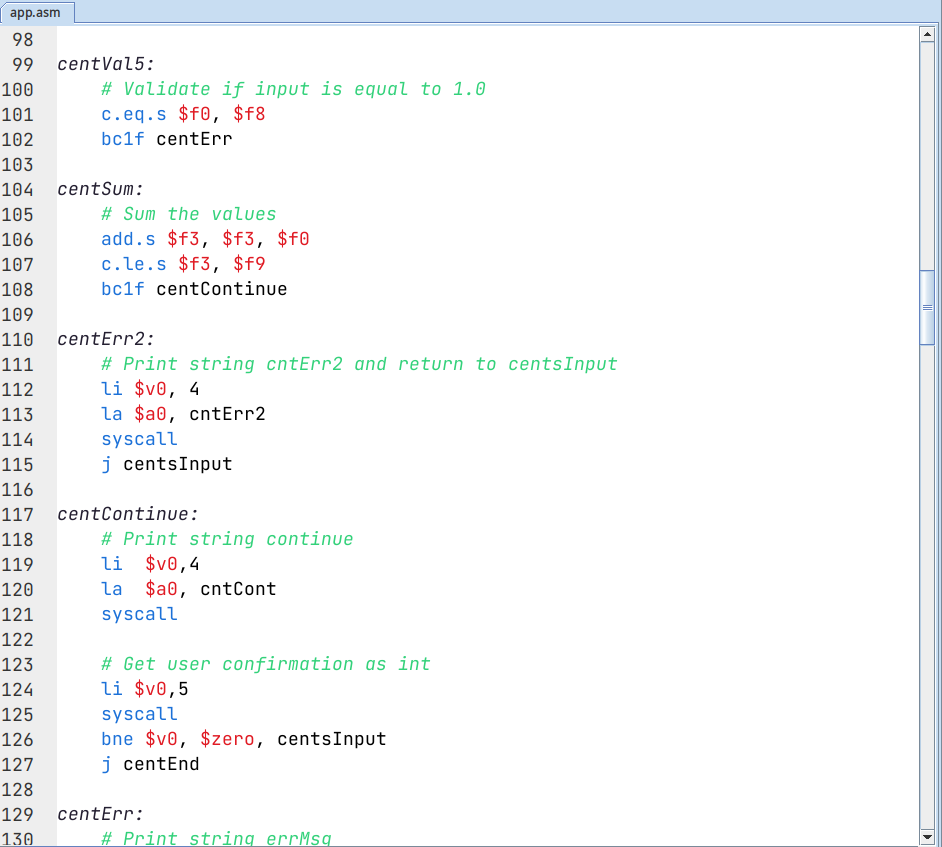 app.asm
98
99 centVal5:
100 # Validate if input is equal to 1.0
101 c.eq.s $f0, $f8
102 bc1f centErr
103
104 centSum:
105 # Sum the values
106 add.s $f3, $f3, $f0
107 c.le.s $f3, $f9
108 bc1f centContinue
109
110 centErr2:
111 # Print string cntErr2 and return to centsInput
112 li $v0, 4
113 la $a0, cntErr2
114 syscall
115 j centsInput
116
117 centContinue:
118 # Print string continue
119 li  $v0,4
120 la  $a0, cntCont
121 syscall
122
123 # Get user confirmation as int
124 li $v0,5
125 syscall
126 bne $v0, $zero, centsInput
127 j centEnd
128
129 centErr:
130 # Print string errMsg